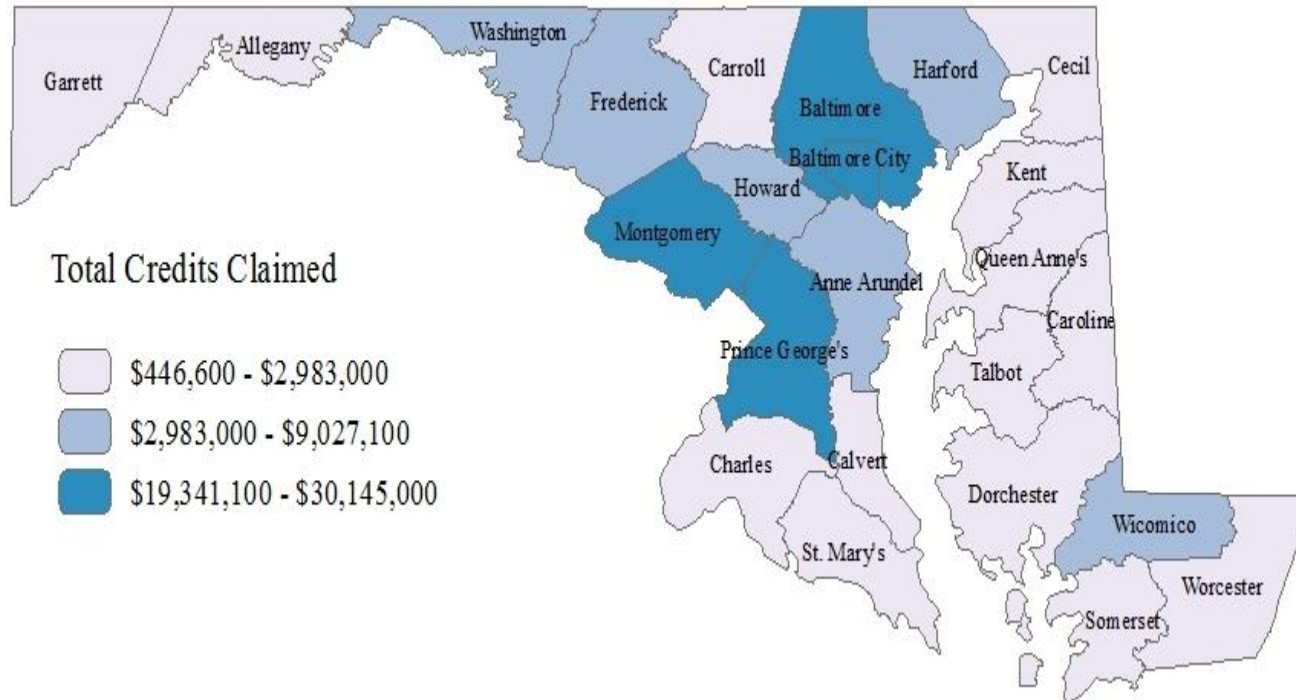 Washington
Allegany
Garrett
Carroll
Harford
Cecil
Frederick
Baltimore
Baltimore City
Kent
Howard
Montgomery
Queen Anne's
Anne Arundel
Caroline
Prince George's
Talbot
Charles
Calvert
Dorchester
Wicomico
St. Mary's
Worcester
Somerset
Total Credits Claimed
$446,600 - $2,983,000
$2,983,000 - $9,027,100
$19,341,100 - $30,145,000